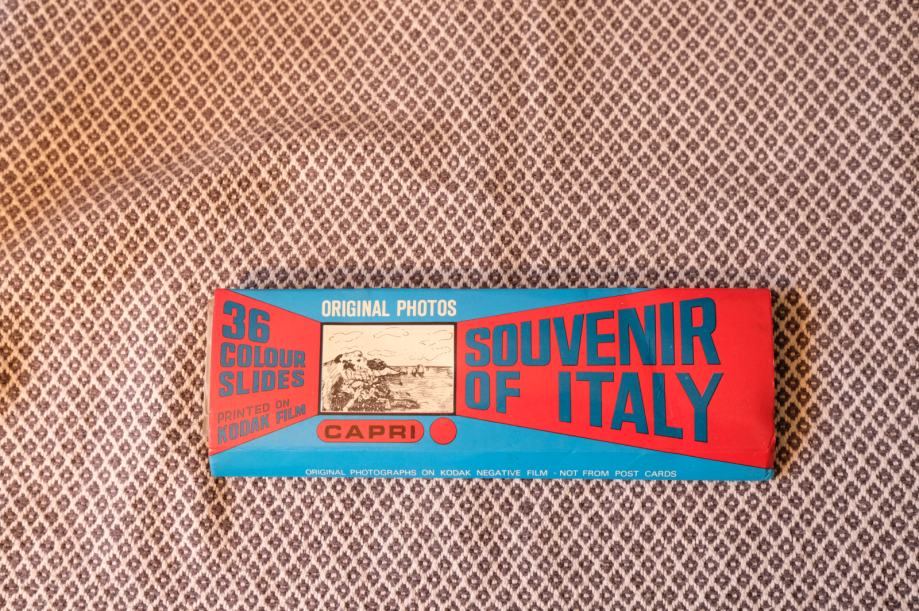 36
COLOUR
SLIDES
PRINTED ON
KODAK FILM
ORIGINAL PHOTOS
CAPRI
SOUVENIR
OF ITALY
ORIGINAL PHOTOGRAPHS ON KODAK NEGATIVE FILM - NOT FROM POST CARDS